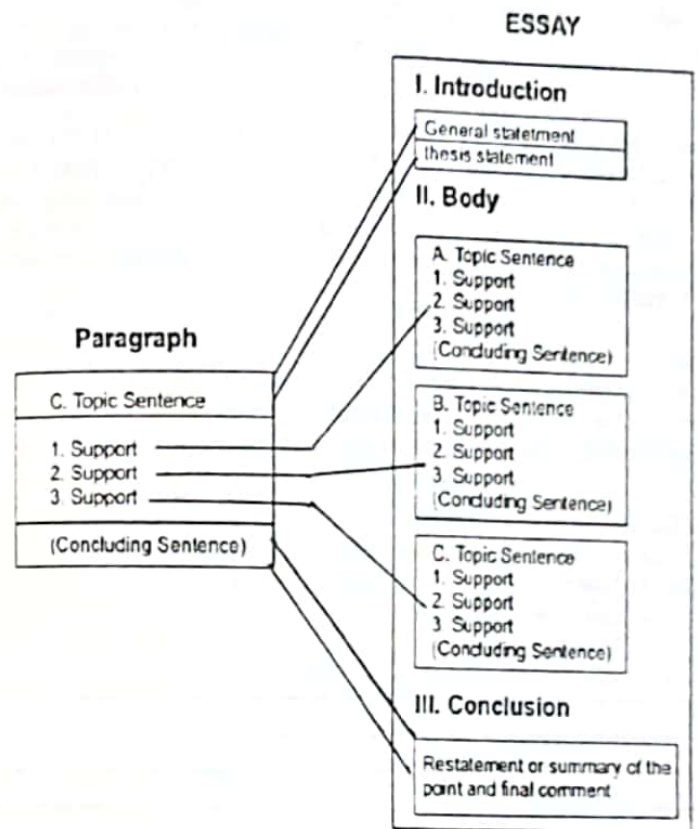 ESSAY
I. Introduction
General statetment
thesis statement
II. Body
A. Topic Sentence
1. Support
2. Support
3. Support
(Concluding Sentence)
Paragraph
C. Topic Sentence
1. Support
2. Support
3. Support
(Concluding Sentence)
B. Topic Sentence
1. Support
2. Support
3. Support
(Concluding Sentence)
C. Topic Sentence
1. Support
2. Support
3. Support
(Concluding Sentence)
III. Conclusion
Restatement or summary of the
point and final comment